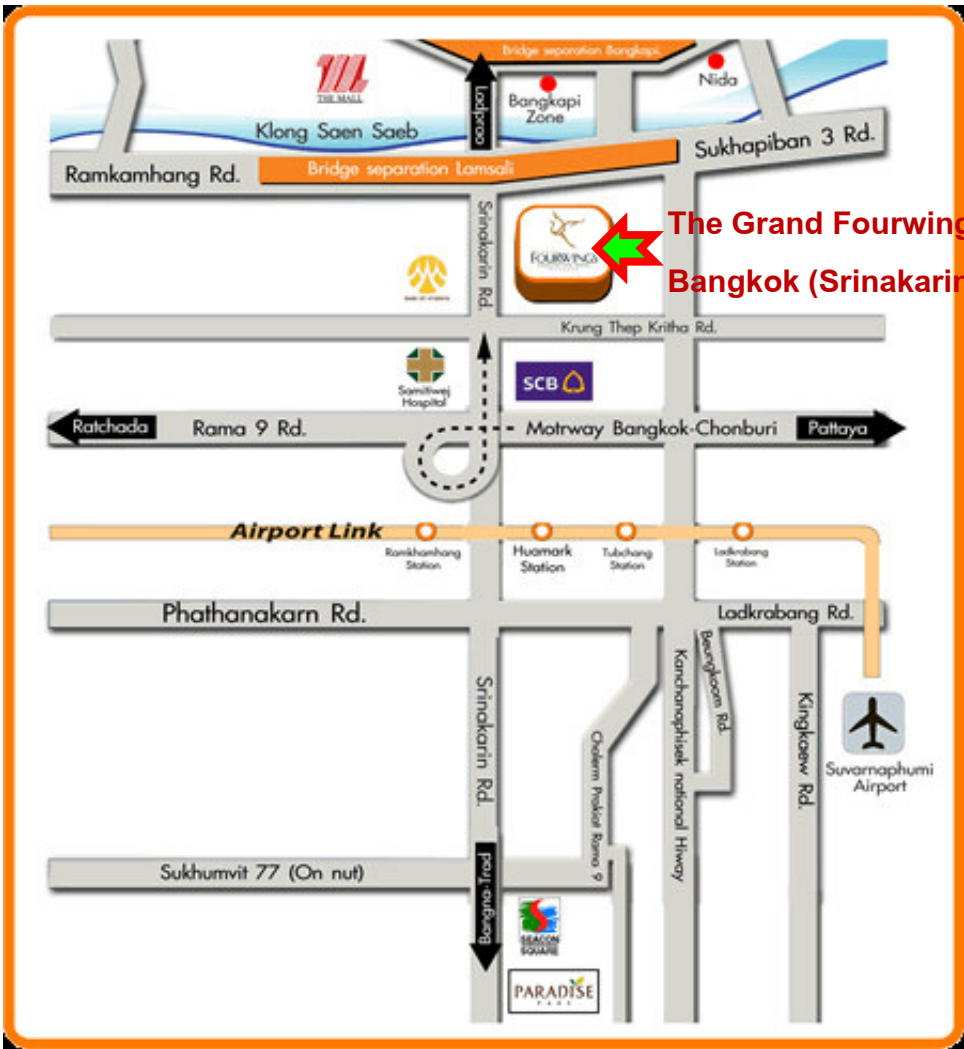 Bridge separation Bangkapi
THE MALL
Ladproo
Bangkapi
Zone
Nida
Klong Saen Saeb
Sukhapiban 3 Rd.
Ramkamhang Rd.
Bridge separation Lamsali
Srinakarin Rd.
FOURWINGS
The Grand Fourwing
Bangkok (Srinakarin
Krung Thep Kritha Rd.
Samitiwej
Hospital
SCB
Ratchada
Rama 9 Rd.
Motrway Bangkok-Chonburi
Pattaya
Airport Link
Ramkhamhang
Station
Huamark
Station
Tubchang
Station
Ladkrabang
Station
Phathanakarn Rd.
Ladkrabang Rd.
Srinakarin Rd.
Chalerm Prakiat Rama 9
Kanchanaphisek national Hiway
Beungkoom Rd.
Kingkaew Rd.
Suvarnaphumi
Airport
Sukhumvit 77 (On nut)
Bangna-Trad
SEACON
SQUARE
PARADISE
PARK